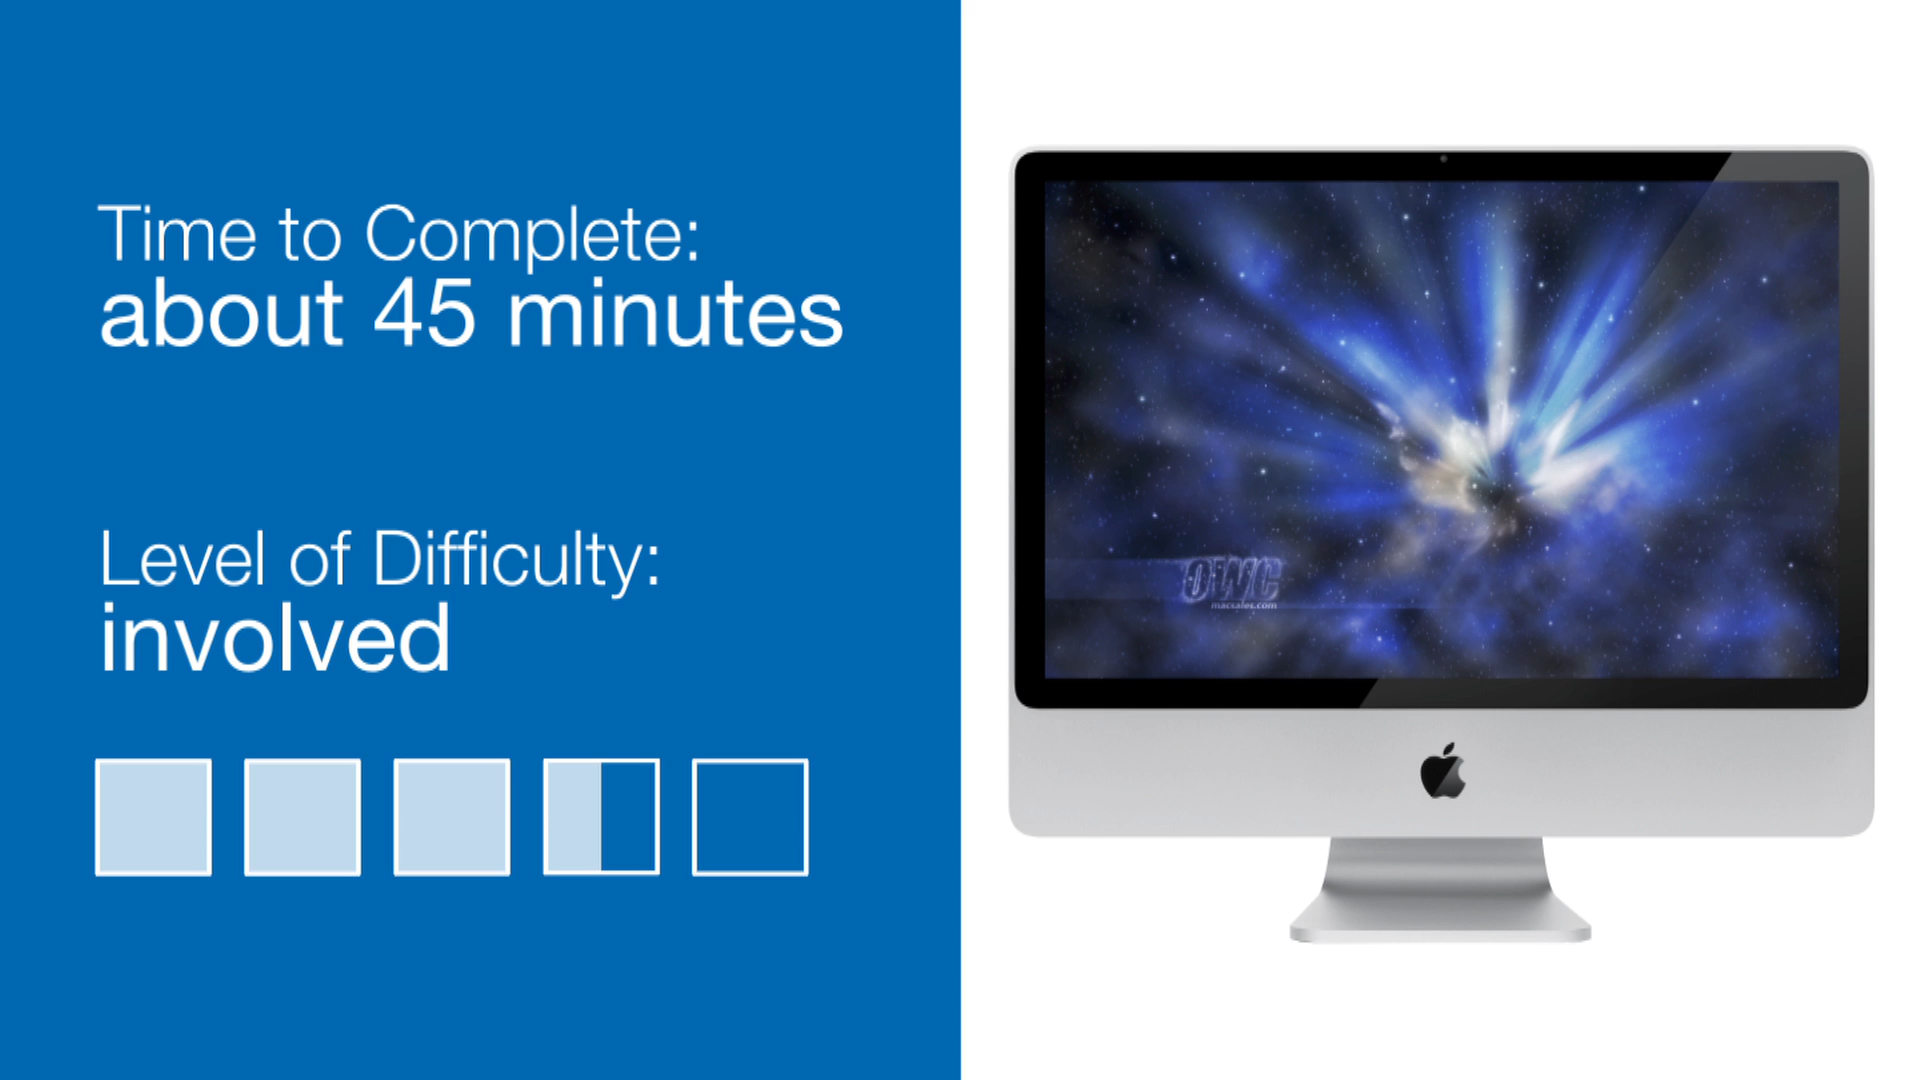 Time to Complete:
about 45 minutes
Level of Difficulty:
involved
OWC
macsales.com